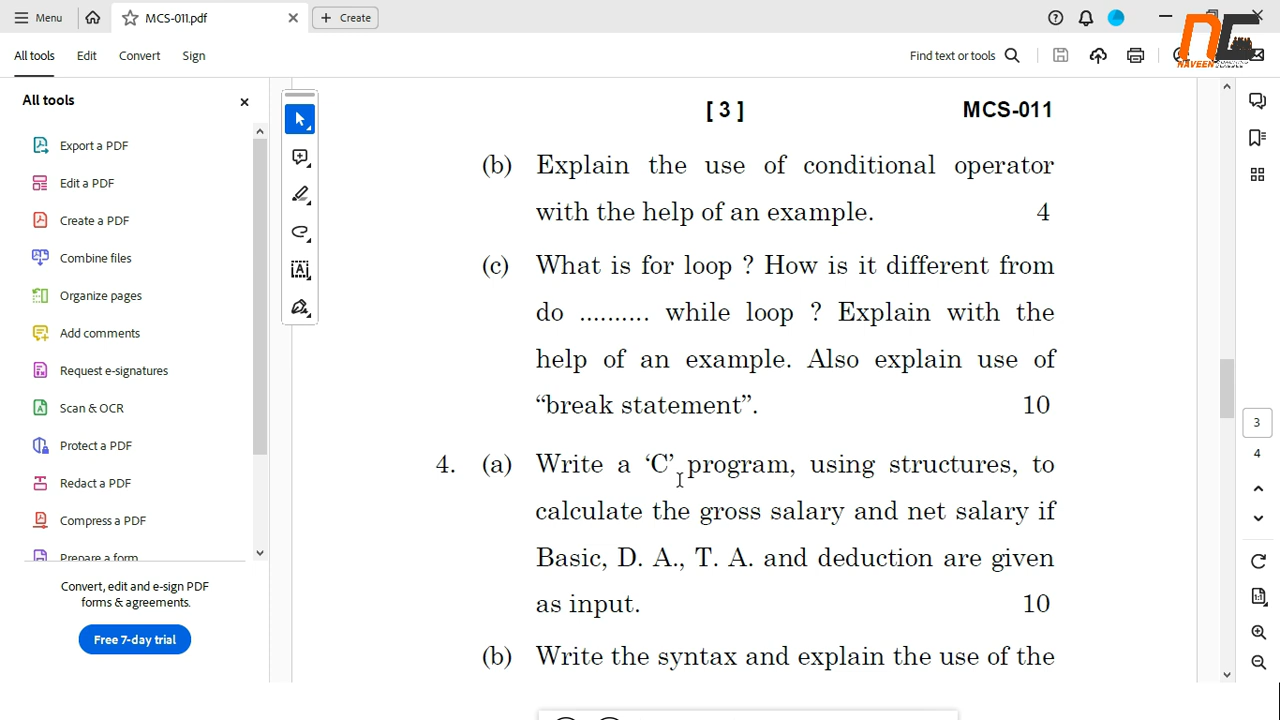 Menu
MCS-011.pdf
Create
All tools
Edit
Convert
Sign
Find text or tools
NAVEEN
All tools
Export a PDF
Edit a PDF
Create a PDF
Combine files
Organize pages
Add comments
Request e-signatures
Scan & OCR
Protect a PDF
Redact a PDF
Compress a PDF
Prepare a form
Convert, edit and e-sign PDF
forms & agreements.
Free 7-day trial
[ 3 ] MCS-011
(b) Explain the use of conditional operator
with the help of an example. 4
(c) What is for loop ? How is it different from
do .......... while loop ? Explain with the
help of an example. Also explain use of
“break statement”. 10
4. (a) Write a ‘C’ program, using structures, to
calculate the gross salary and net salary if
Basic, D. A., T. A. and deduction are given
as input. 10
(b) Write the syntax and explain the use of the
3
4